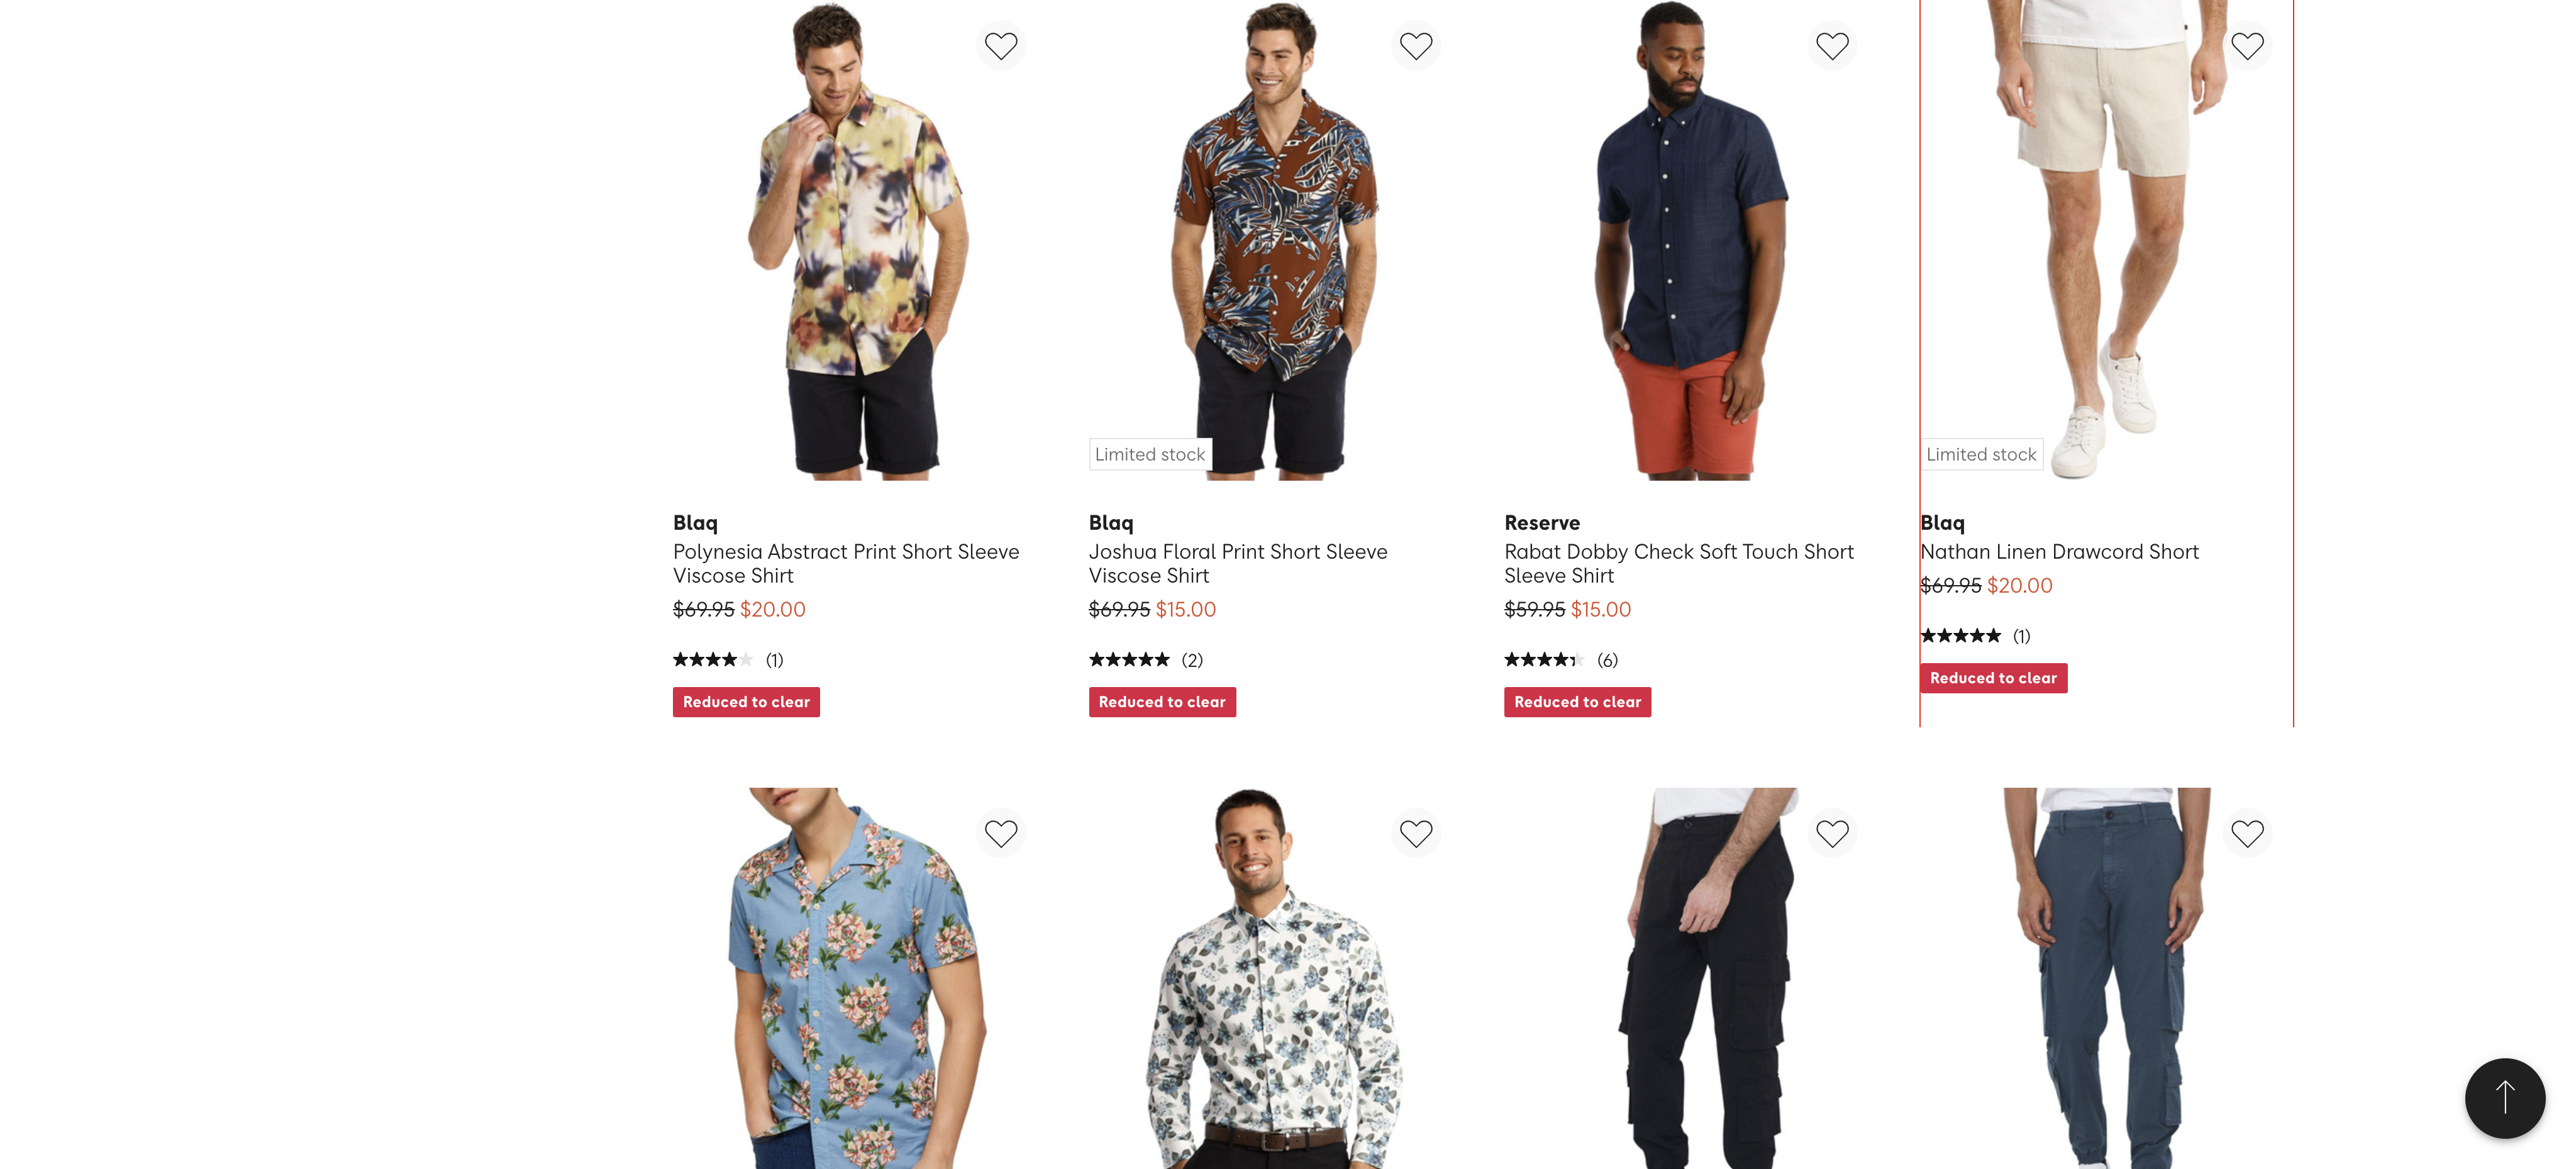 Limited stock
Limited stock
Blaq
Polynesia Abstract Print Short Sleeve
Viscose Shirt
$69.95 $20.00
(1)
Reduced to clear
Blaq
Joshua Floral Print Short Sleeve
Viscose Shirt
$69.95 $15.00
(2)
Reduced to clear
Reserve
Rabat Dobby Check Soft Touch Short
Sleeve Shirt
$59.95 $15.00
(6)
Reduced to clear
Blaq
Nathan Linen Drawcord Short
$69.95 $20.00
(1)
Reduced to clear